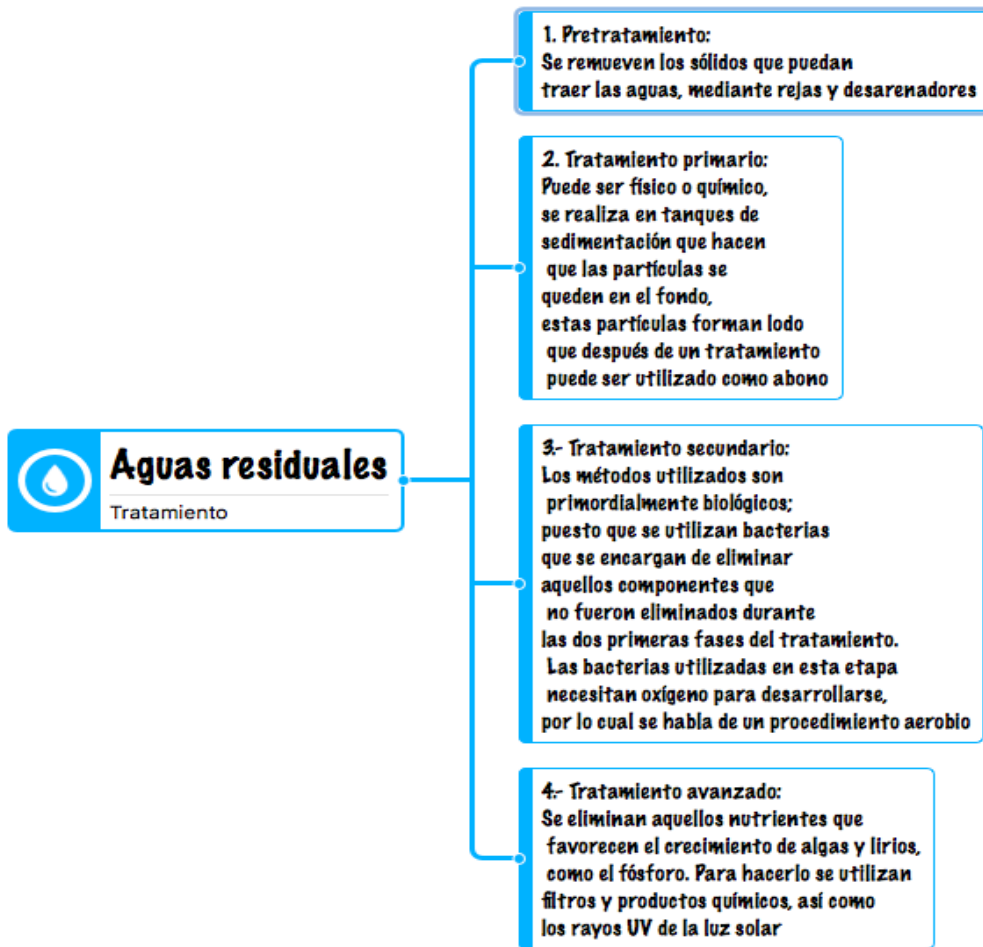 Aguas residuales
Tratamiento
1. Pretratamiento:
Se remueven los sólidos que puedan
traer las aguas, mediante rejas y desarenadores
2. Tratamiento primario:
Puede ser físico o químico,
se realiza en tanques de
sedimentación que hacen
que las partículas se
queden en el fondo,
estas partículas forman lodo
que después de un tratamiento
puede ser utilizado como abono
3.- Tratamiento secundario:
Los métodos utilizados son
primordialmente biológicos;
puesto que se utilizan bacterias
que se encargan de eliminar
aquellos componentes que
no fueron eliminados durante
las dos primeras fases del tratamiento.
Las bacterias utilizadas en esta etapa
necesitan oxígeno para desarrollarse,
por lo cual se habla de un procedimiento aerobio
4.- Tratamiento avanzado:
Se eliminan aquellos nutrientes que
favorecen el crecimiento de algas y lirios,
como el fósforo. Para hacerlo se utilizan
filtros y productos químicos, así como
los rayos UV de la luz solar